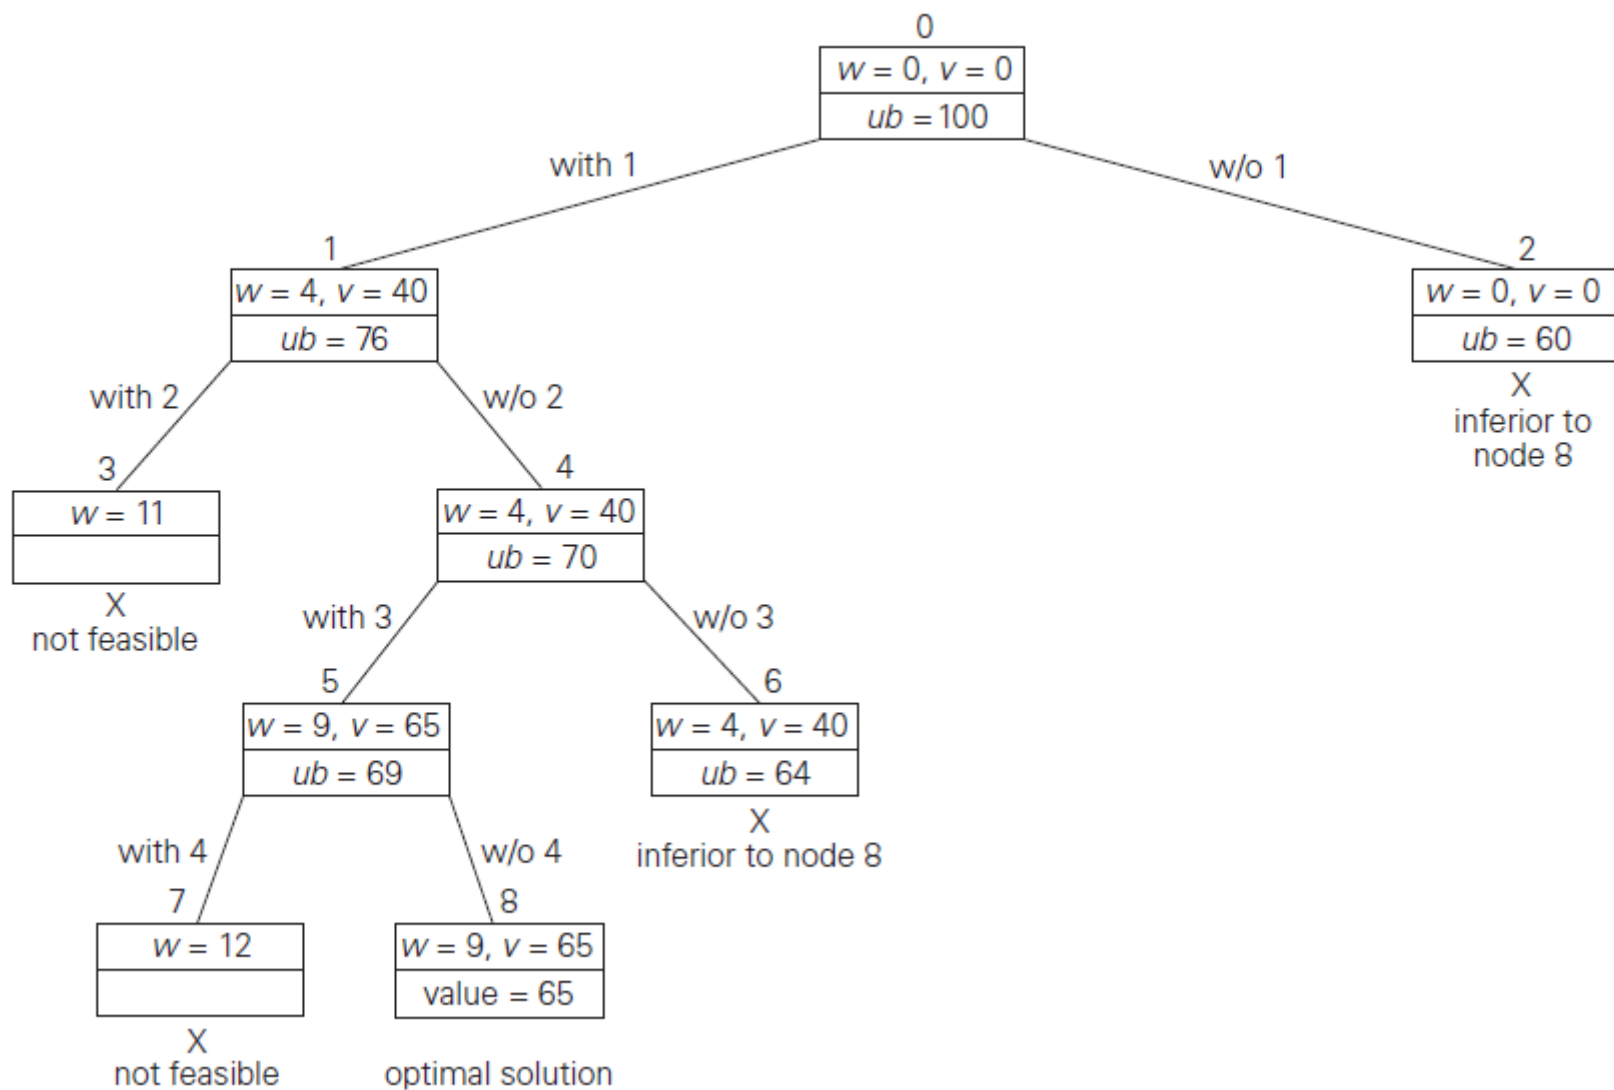 0
w = 0, v = 0
ub = 100
with 1
w/o 1
1
w = 4, v = 40
ub = 76
2
w = 0, v = 0
ub = 60
X
inferior to
node 8
with 2
w/o 2
3
w = 11
X
not feasible
4
w = 4, v = 40
ub = 70
with 3
w/o 3
5
w = 9, v = 65
ub = 69
6
w = 4, v = 40
ub = 64
X
inferior to node 8
with 4
w/o 4
7
w = 12
X
not feasible
8
w = 9, v = 65
value = 65
optimal solution